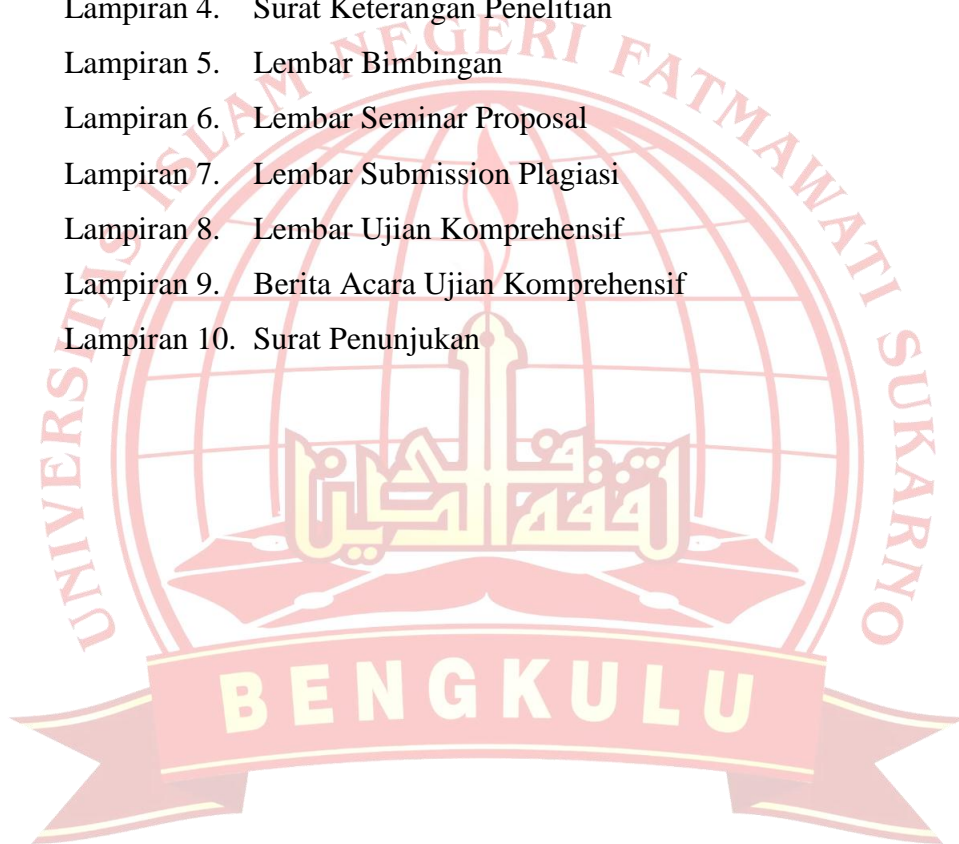 Lampiran 4. Surat Keterangan Penelitian
Lampiran 5. Lembar Bimbingan
Lampiran 6. Lembar Seminar Proposal
Lampiran 7. Lembar Submission Plagiasi
Lampiran 8. Lembar Ujian Komprehensif
Lampiran 9. Berita Acara Ujian Komprehensif
Lampiran 10. Surat Penunjukan
UNIVERSITAS ISLAM NEGERI FATMAWATI SUKARNO
BENGKULU